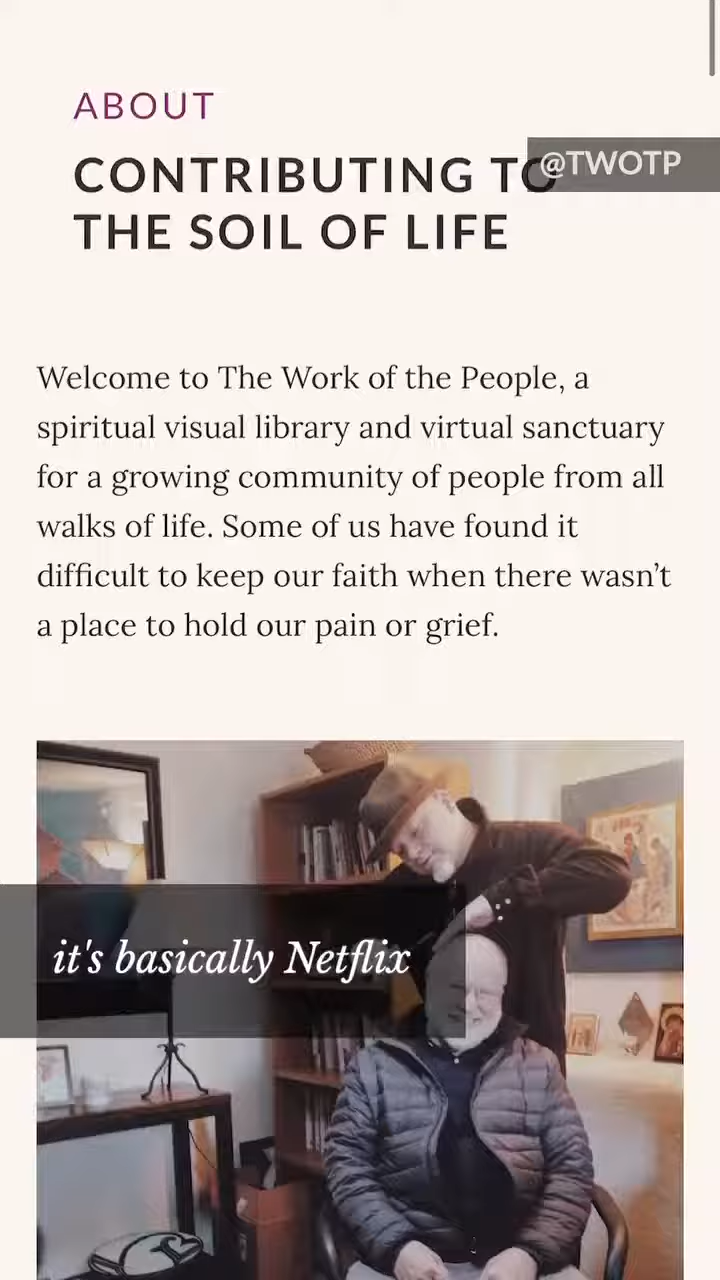 ABOUT
CONTRIBUTING TO
@TWOTP
THE SOIL OF LIFE
Welcome to The Work of the People, a
spiritual visual library and virtual sanctuary
for a growing community of people from all
walks of life. Some of us have found it
difficult to keep our faith when there wasn’t
a place to hold our pain or grief.
it's basically Netflix